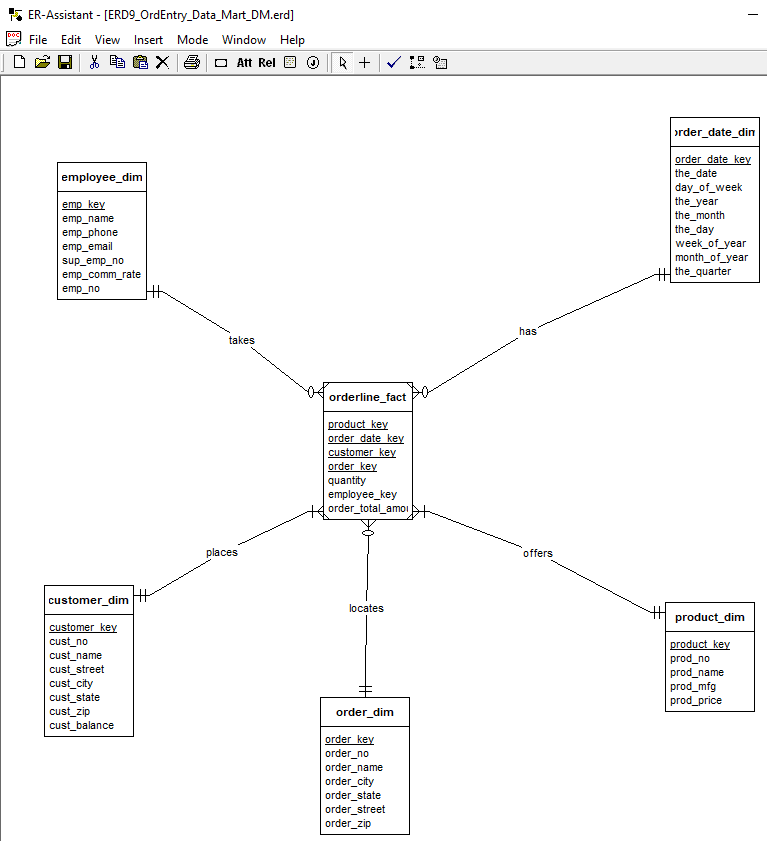 ER-Assistant - [ERD9_OrdEntry_Data_Mart_DM.erd]
DOC File Edit View Insert Mode Window Help
Att Rel J
order_date_dim
order_date_key
the_date
day_of_week
the_year
the_month
the_day
week_of_year
month_of_year
the_quarter
employee_dim
emp_key
emp_name
emp_phone
emp_email
sup_emp_no
emp_comm_rate
emp_no
takes
has
orderline_fact
product_key
order_date_key
customer_key
order_key
quantity
employee_key
order_total_amou
places
offers
locates
customer_dim
customer_key
cust_no
cust_name
cust_street
cust_city
cust_state
cust_zip
cust_balance
product_dim
product_key
prod_no
prod_name
prod_mfg
prod_price
order_dim
order_key
order_no
order_name
order_city
order_state
order_street
order_zip